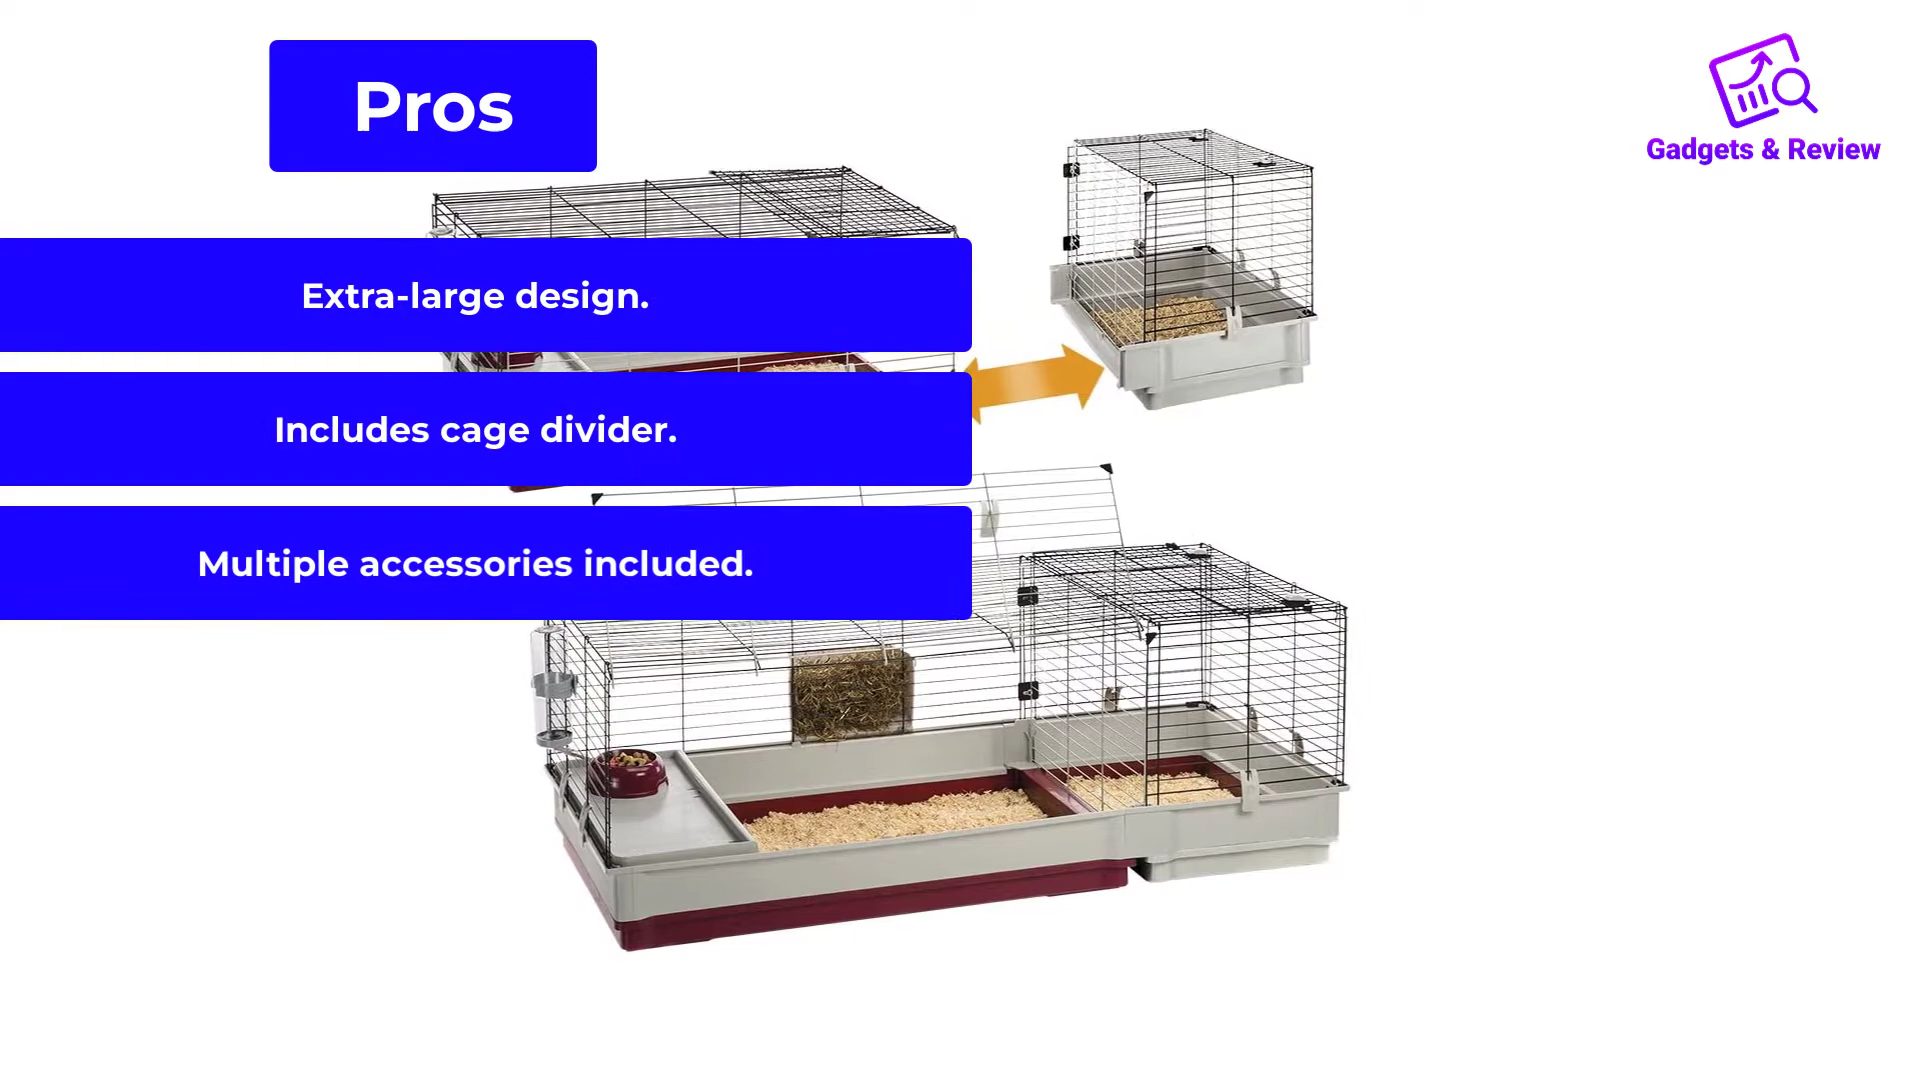 Pros
Gadgets & Review
Extra-large design.
Includes cage divider.
Multiple accessories included.